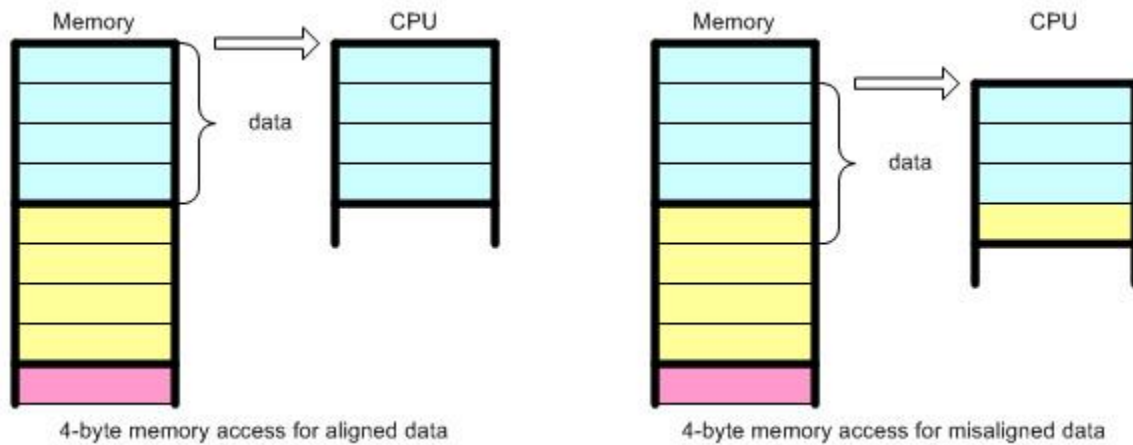 Memory
CPU
data
4-byte memory access for aligned data
Memory
CPU
data
4-byte memory access for misaligned data